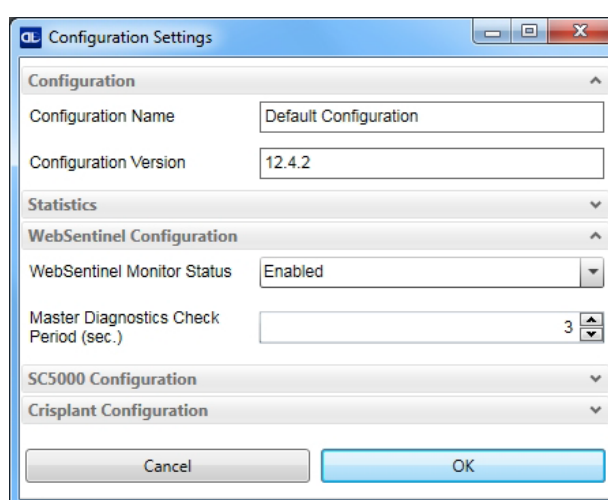 Configuration Settings
Configuration
Configuration Name Default Configuration
Configuration Version 12.4.2
Statistics
WebSentinel Configuration
WebSentinel Monitor Status Enabled
Master Diagnostics Check
Period (sec.) 3
SC5000 Configuration
Crisplant Configuration
Cancel OK